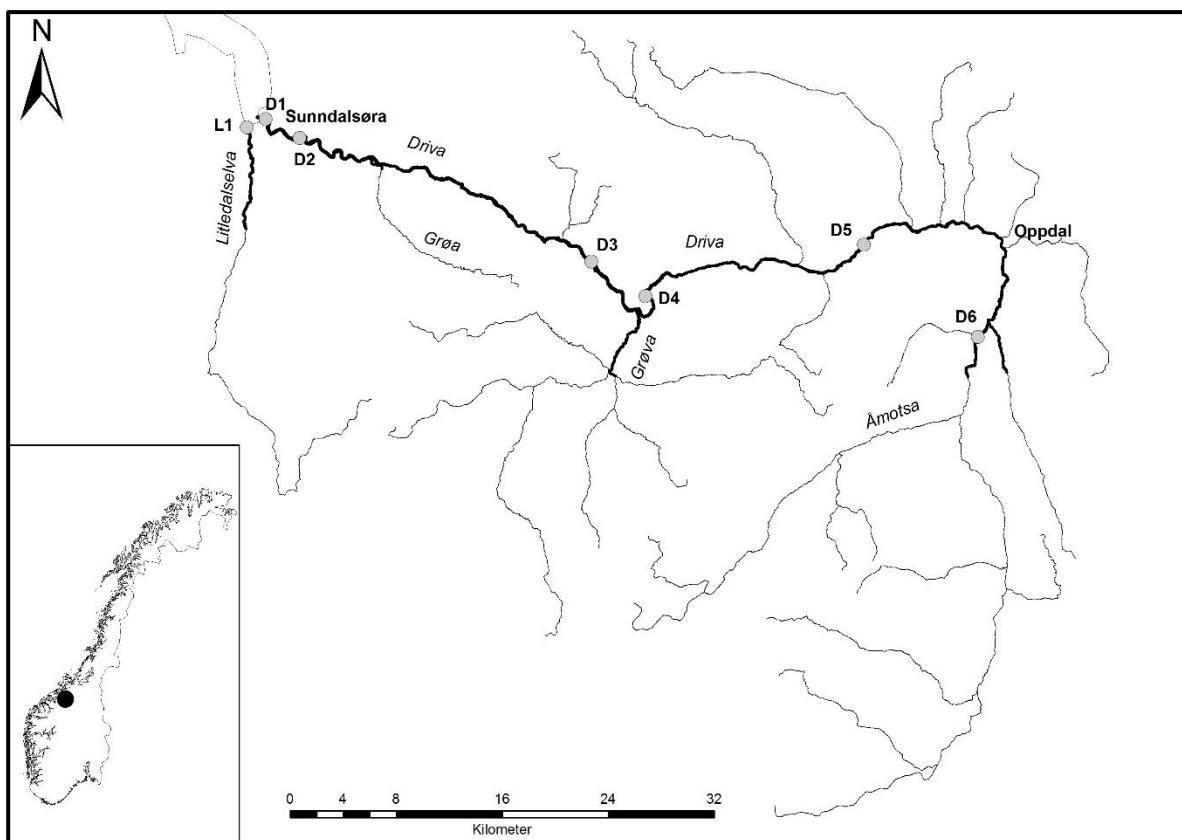 N
D1
Sunndalsøra
L1
D2
Driva
Litledalselva
Grøa
D3
Driva
D5
Oppdal
D4
D6
Grøva
Åmotsa
0 4 8 16 24 32
Kilometer